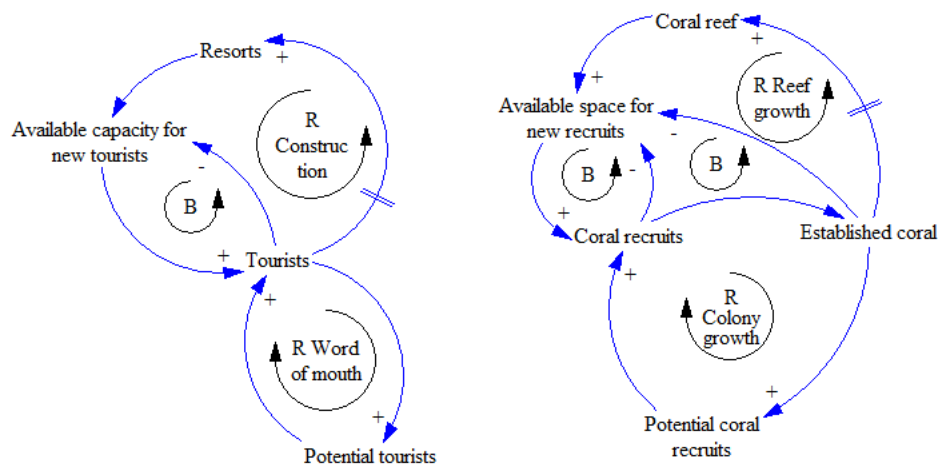 Resorts
+
R
Construc
tion
Available capacity for
new tourists
-
B
+
Tourists
+
R Word
of mouth
+
Potential tourists
Coral reef
+
+
R Reef
growth
Available space for
new recruits
-
B
-
B
+
Coral recruits
Established coral
+
R
Colony
growth
+
Potential coral
recruits